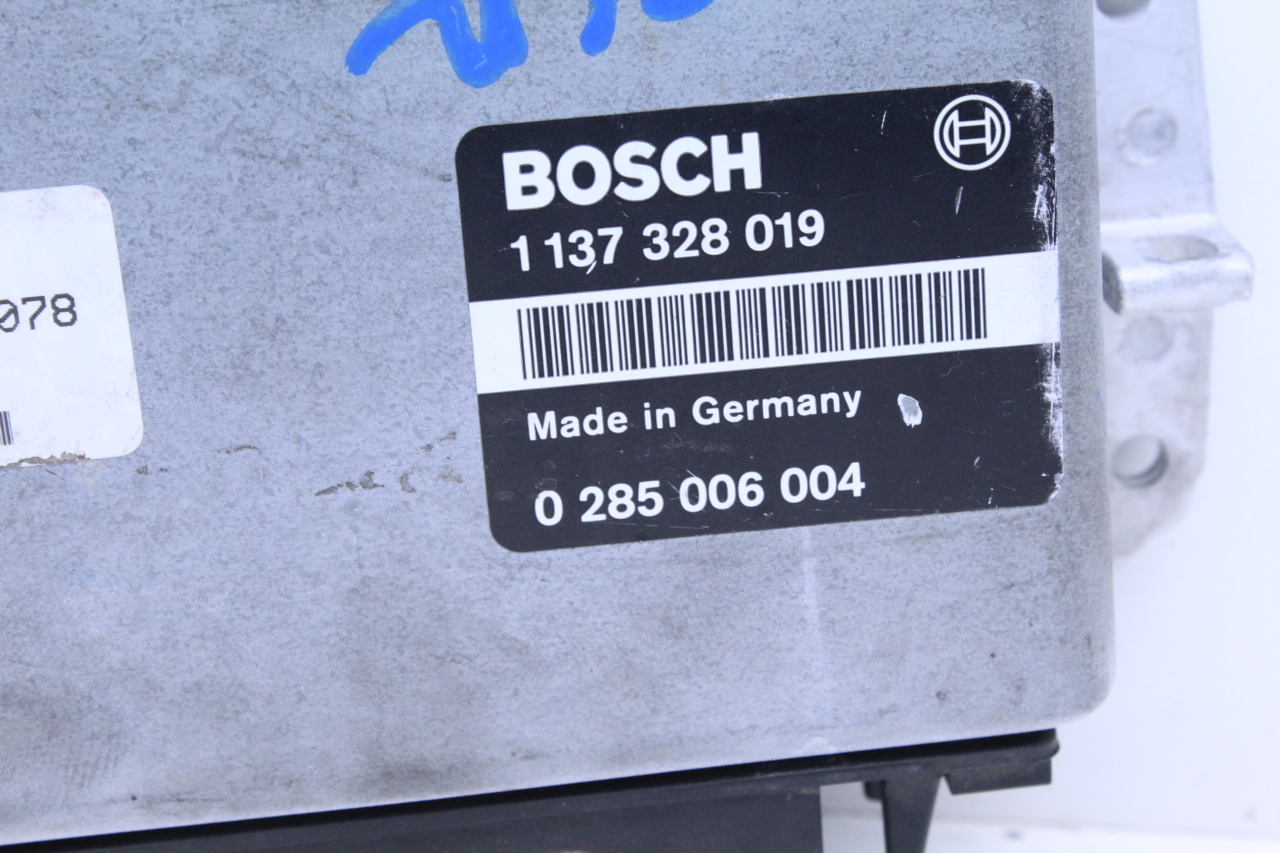 BOSCH
1 137 328 019
078
Made in Germany
0 285 006 004